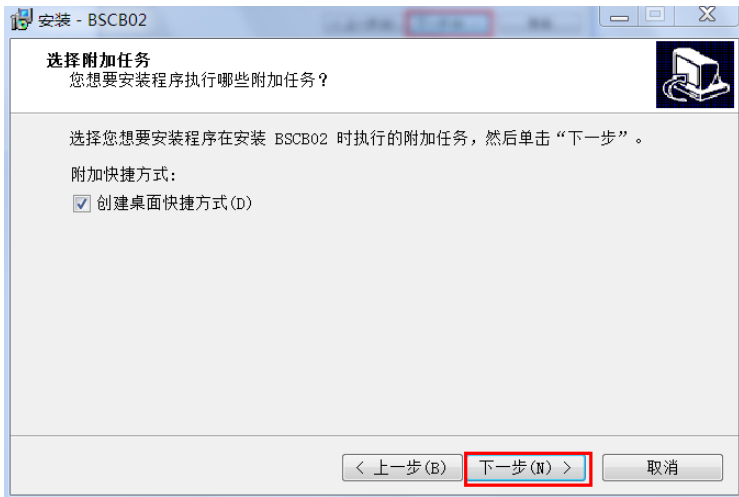 安装 - BSCB02
选择附加任务
您想要安装程序执行哪些附加任务？
选择您想要安装程序在安装 BSCB02 时执行的附加任务，然后单击“下一步”。
附加快捷方式:
创建桌面快捷方式(D)
< 上一步(B)
下一步(N) >
取消